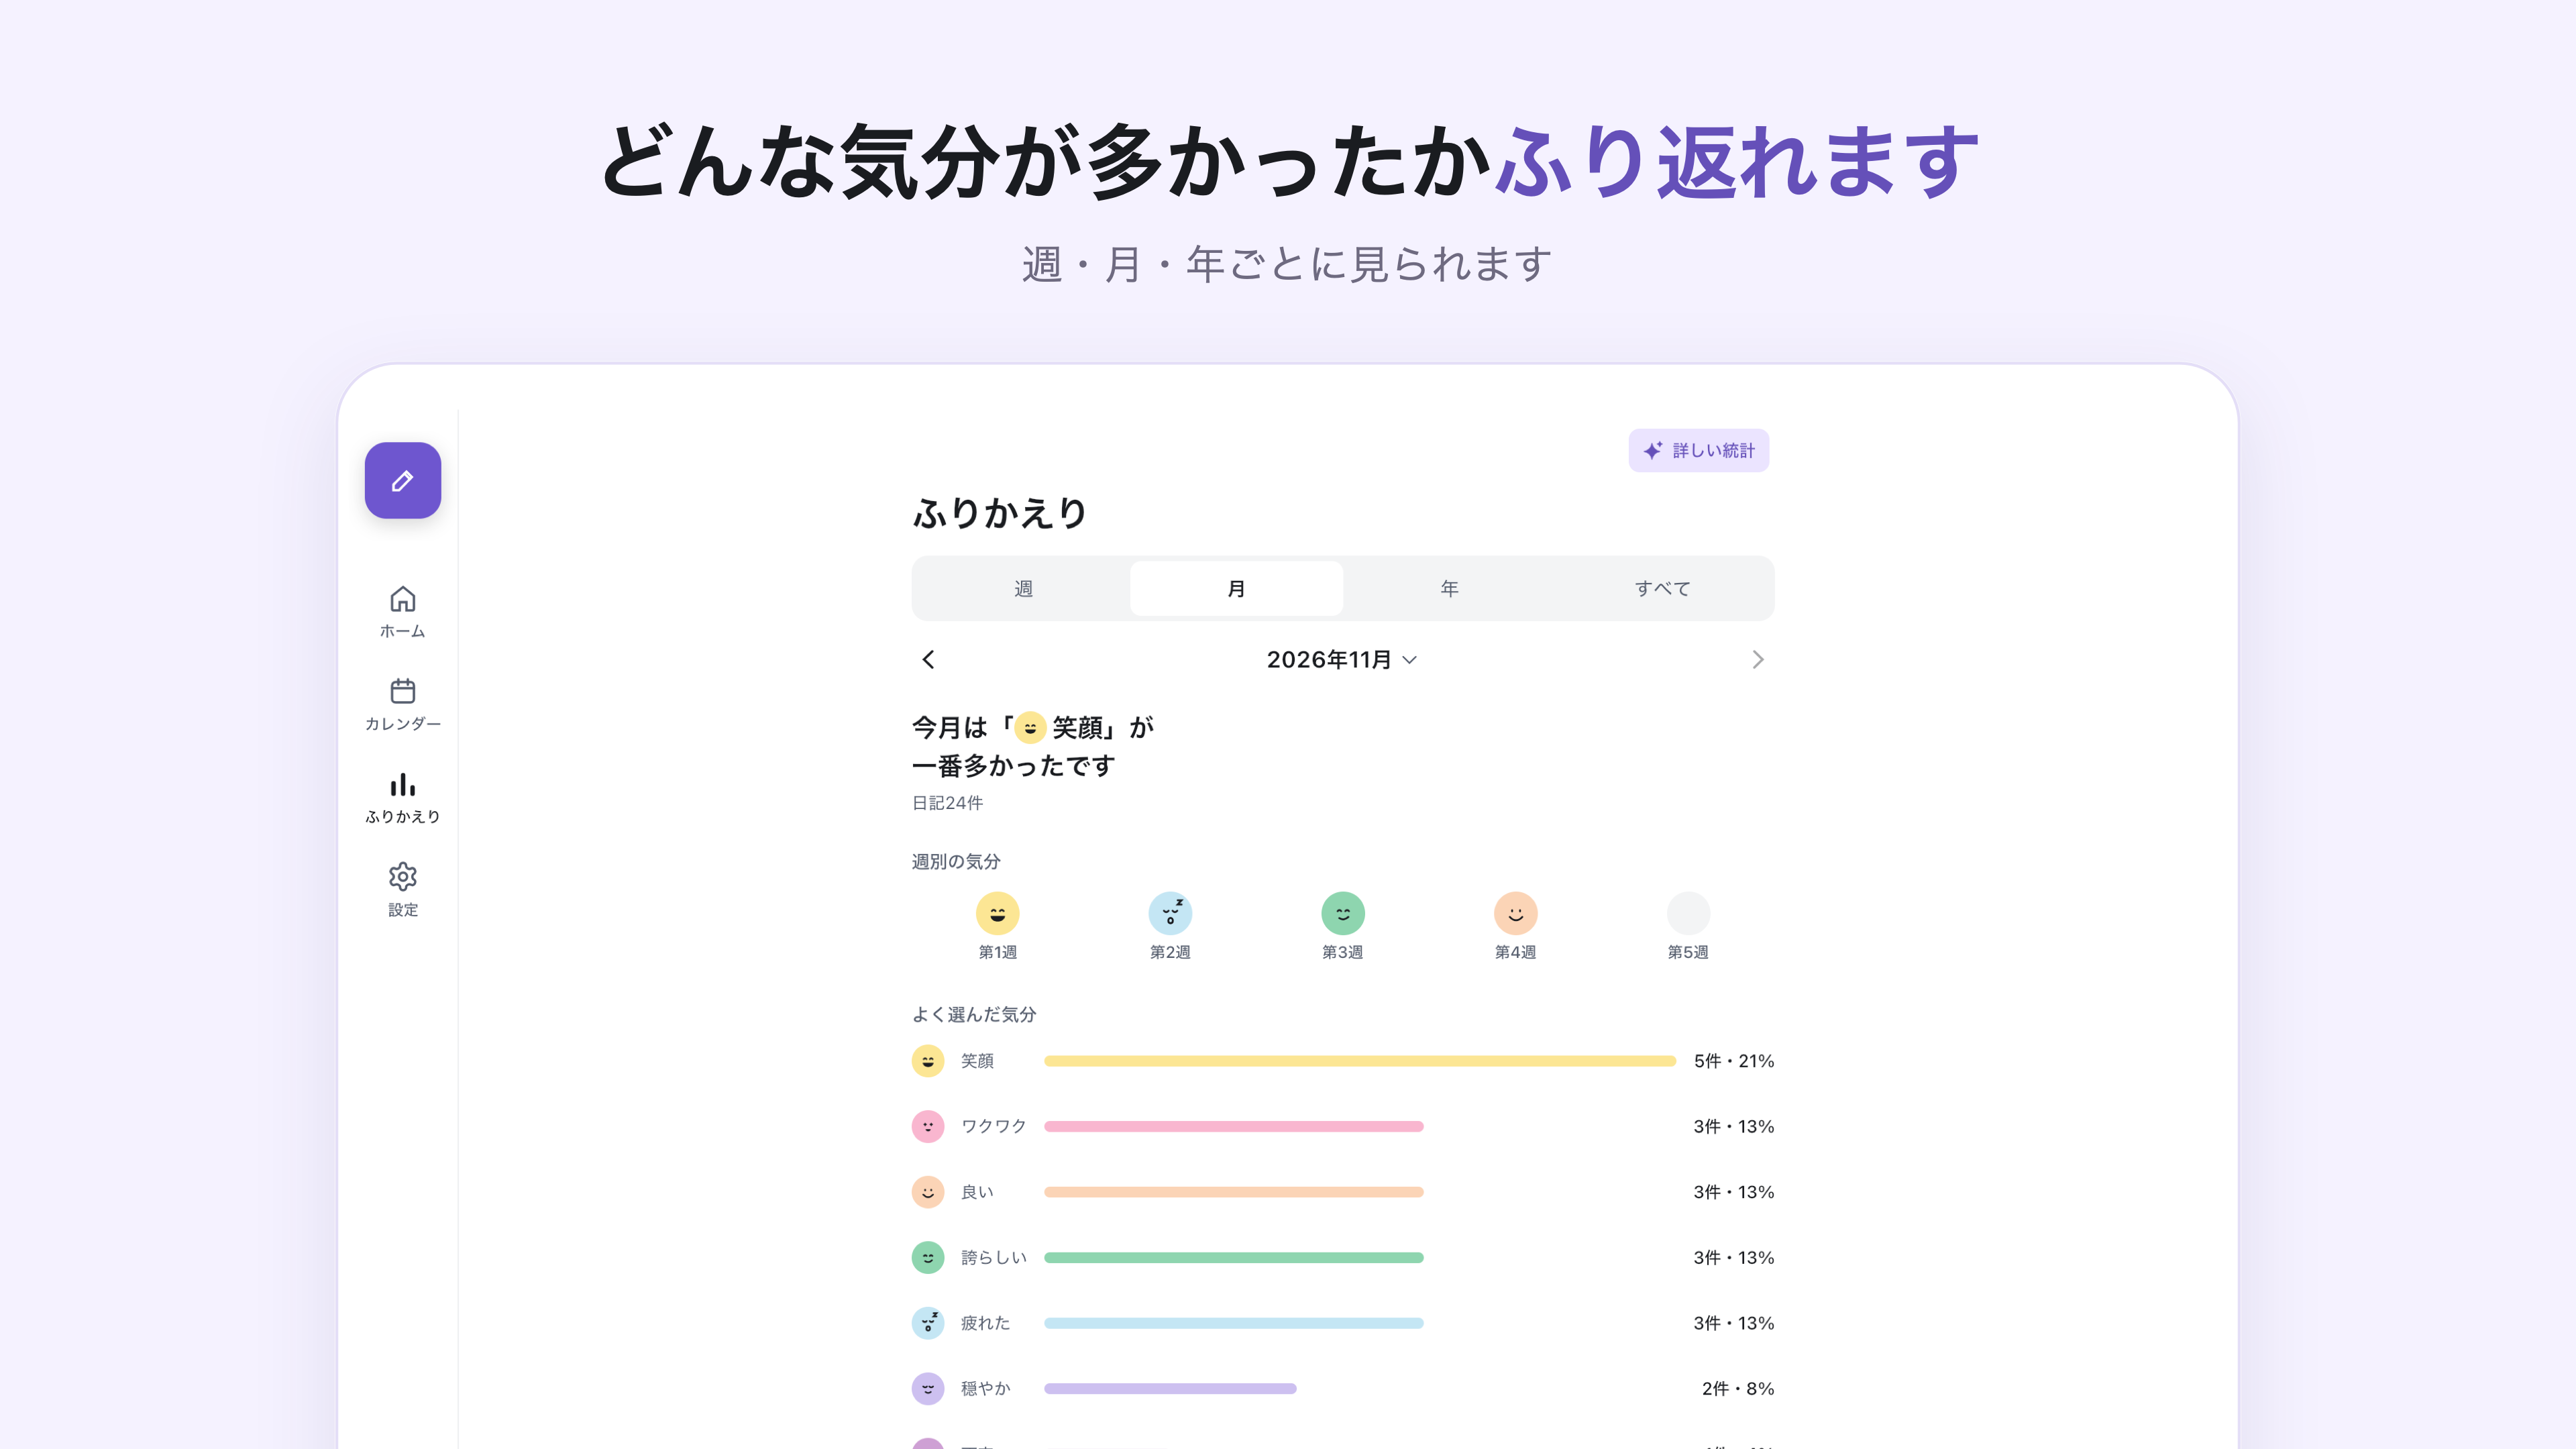 どんな気分が多かったかふり返れます
週・月・年ごとに見られます
詳しい統計
ふりかえり
週
月
年
すべて
2026年11月
今月は「笑顔」が
一番多かったです
日記24件
週別の気分
第1週
第2週
第3週
第4週
第5週
よく選んだ気分
笑顔
5件・21%
ワクワク
3件・13%
良い
3件・13%
誇らしい
3件・13%
疲れた
3件・13%
穏やか
2件・8%
ホーム
カレンダー
ふりかえり
設定